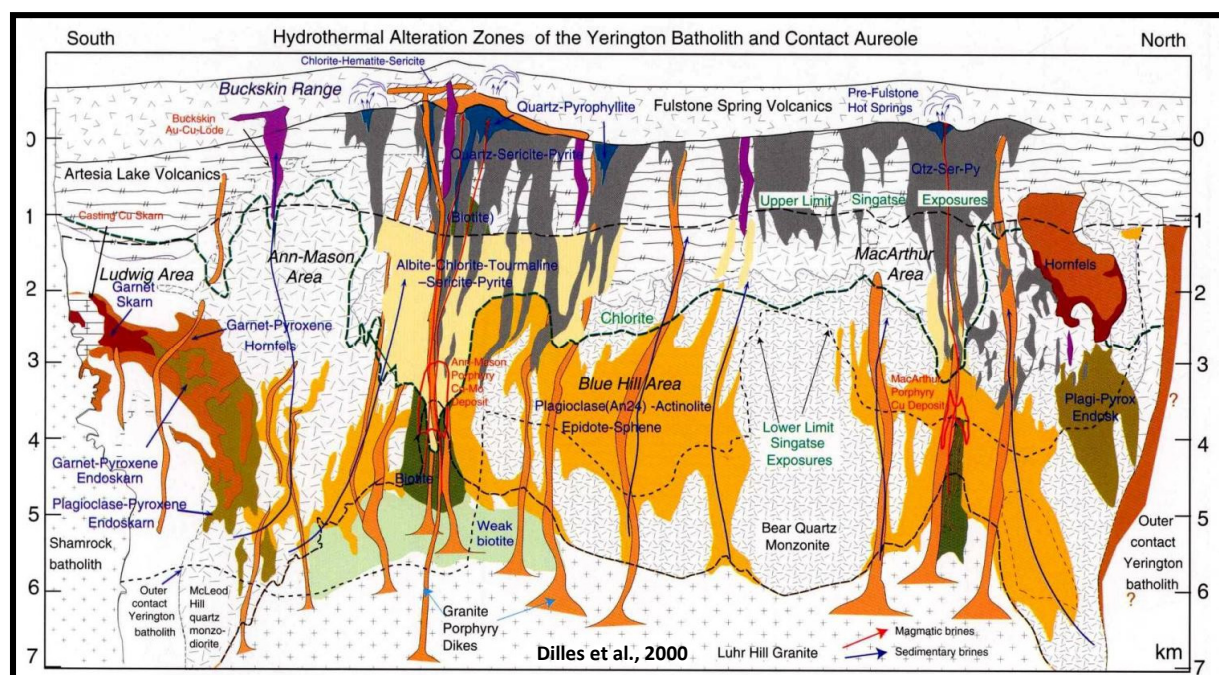 South
Hydrothermal Alteration Zones of the Yerington Batholith and Contact Aureole
North
Chlorite-Hematite-Sericite
Buckskin Range
Quartz-Pyrophyllite
Fulstone Spring Volcanics
Pre-Fulstone
Hot Springs
Buckskin
Au-Cu-Lode
0
0
Quartz-Sericite-Pyrite
Qtz-Ser-Py
Artesia Lake Volcanics
Upper Limit Singatse Exposures
Casting Cu Skarn
1
(Biotite)
1
Ann-Mason
Area
MacArthur
Area
Albite-Chlorite-Tourmaline
–Sericite-Pyrite
Hornfels
Ludwig Area
2
2
Garnet
Skarn
Chlorite
Garnet-Pyroxene
Hornfels
3
3
Ann-Mason
Porphyry
Cu-Mo
Deposit
Blue Hill Area
MacArthur
Porphyry
Cu Deposit
Plagioclase(An24) -Actinolite
Epidote-Sphene
Plagi-Pyrox
Endosk
?
4
4
Lower Limit
Singatse
Exposures
Garnet-Pyroxene
Endoskarn
Biotite
Plagioclase-Pyroxene
Endoskarn
5
5
Weak
biotite
Bear Quartz
Monzonite
Shamrock
batholith
Outer
contact
Yerington
batholith
?
6
6
Outer
contact
Yerington
batholith
McLeod
Hill
quartz
monzo-
diorite
Granite
Porphyry
Dikes
Magmatic brines
Dilles et al., 2000
Luhr Hill Granite
Sedimentary brines
km
7
7